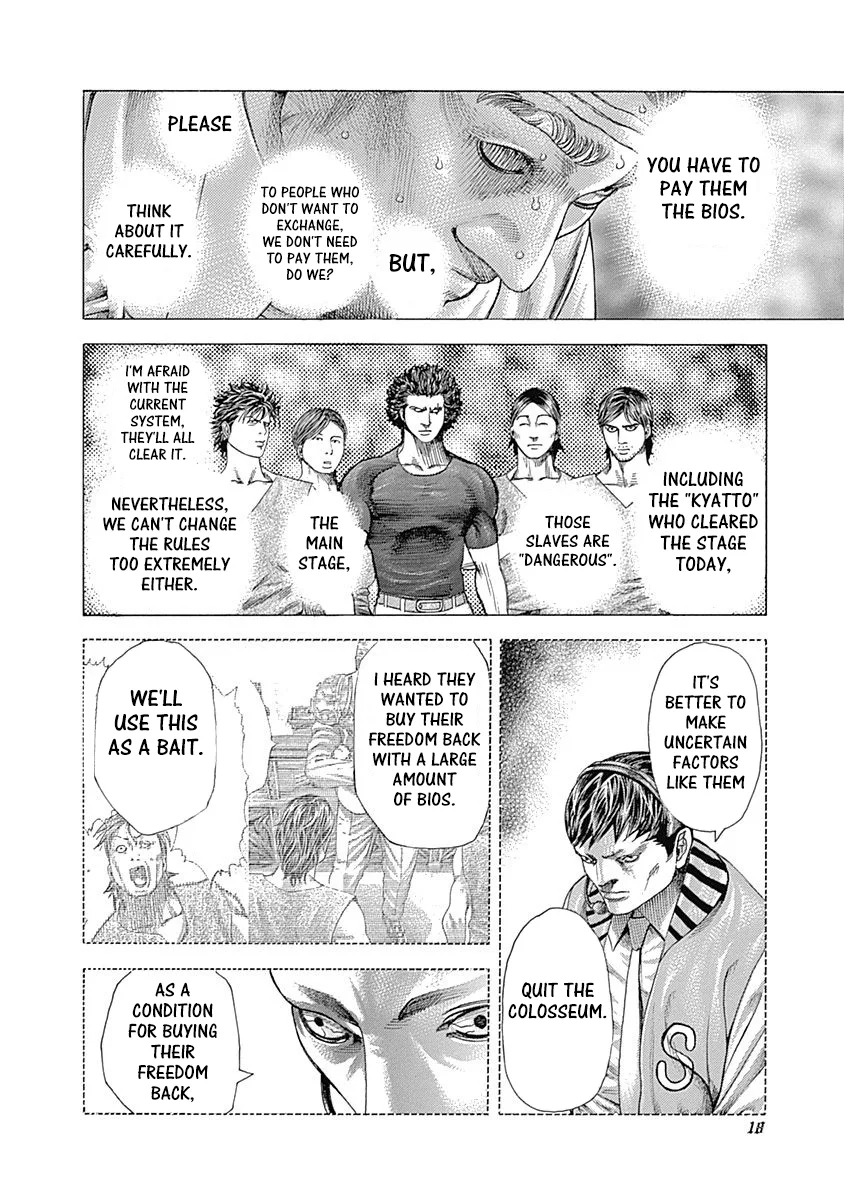 YOU HAVE TO
PAY THEM
THE BIOS.
BUT,
TO PEOPLE WHO
DON'T WANT TO
EXCHANGE,
WE DON'T NEED
TO PAY THEM,
DO WE?
PLEASE
THINK
ABOUT IT
CAREFULLY.
INCLUDING
THE "KYATTO"
WHO CLEARED
THE STAGE
TODAY,
THOSE
SLAVES ARE
"DANGEROUS".
THE
MAIN
STAGE,
I'M AFRAID
WITH THE
CURRENT
SYSTEM,
THEY'LL ALL
CLEAR IT.
NEVERTHELESS,
WE CAN'T CHANGE
THE RULES
TOO EXTREMELY
EITHER.
IT'S
BETTER TO
MAKE
UNCERTAIN
FACTORS
LIKE THEM
QUIT THE
COLOSSEUM.
S
I HEARD THEY
WANTED TO
BUY THEIR
FREEDOM BACK
WITH A LARGE
AMOUNT
OF BIOS.
WE'LL
USE THIS
AS A BAIT.
AS A
CONDITION
FOR BUYING
THEIR
FREEDOM
BACK,